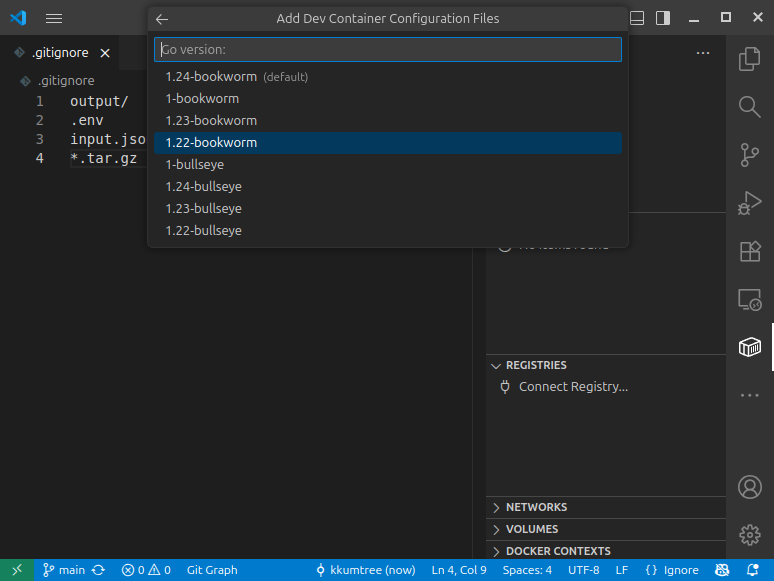 Add Dev Container Configuration Files
Go version:
1.24-bookworm (default)
1-bookworm
1.23-bookworm
1.22-bookworm
1-bullseye
1.24-bullseye
1.23-bullseye
1.22-bullseye
.gitignore
.gitignore
1 output/
2 .env
3 input.jso
4 *.tar.gz
REGISTRIES
Connect Registry...
NETWORKS
VOLUMES
DOCKER CONTEXTS
main 0 0 Git Graph kkumtree (now) Ln 4, Col 9 Spaces: 4 UTF-8 LF {} Ignore